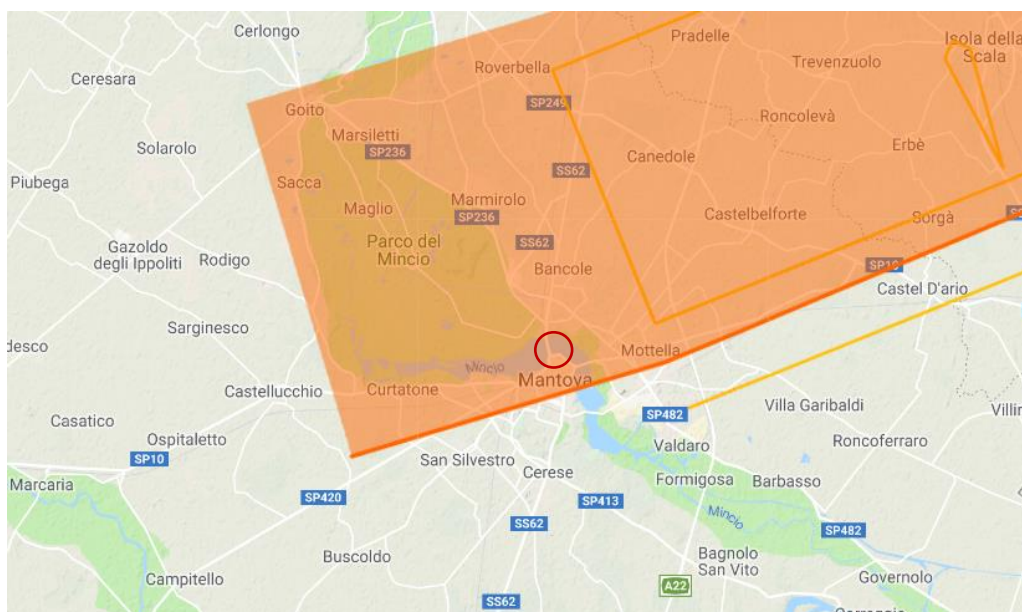 Cerlongo
Pradelle
Isola della
Scala
Roverbella
Trevenzuolo
Ceresara
Goito
SP249
Roncolevà
Marsiletti
Solarolo
SP236
Canedole
Erbè
SS62
Piubega
Sacca
Marmirolo
Maglio
SP236
Castelbelforte
Sorgà
Gazoldo
degli Ippoliti
Parco del
Mincio
SS62
Rodigo
Bancole
SP10
Castel D'ario
Sarginesco
desco
Mottella
Mincio
Mantova
Castellucchio
Curtatone
Villa Garibaldi
Villi
SP482
Casatico
Ospitaletto
Roncoferraro
Valdaro
SP10
San Silvestro
Cerese
Formigosa
Barbasso
Marcaria
SP420
SP413
Mincio
SS62
SP482
Buscoldo
Bagnolo
San Vito
Campitello
A22
Governolo
SS62